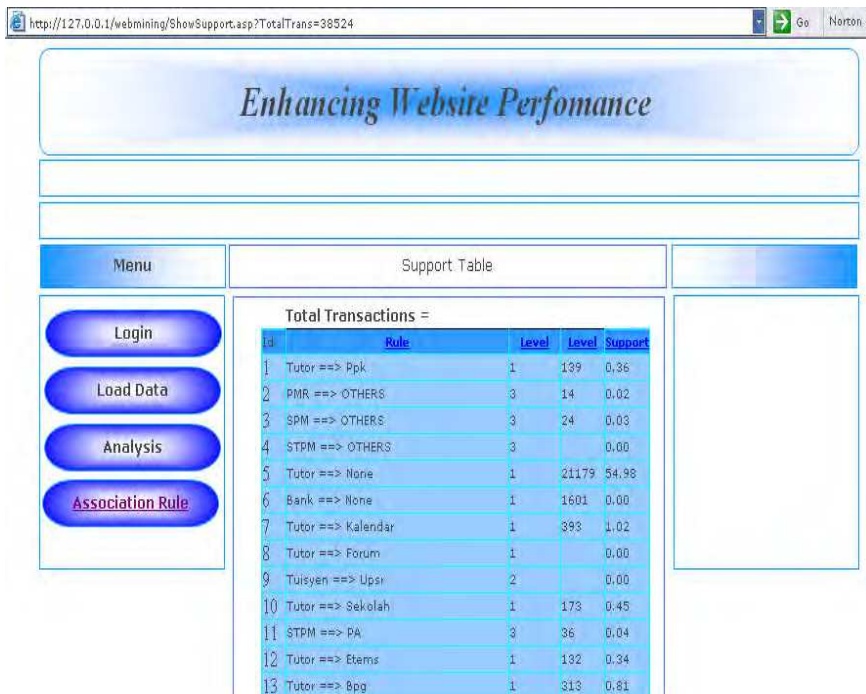 http://127.0.0.1/webmining/ShowSupport.asp?TotalTrans=38524 Go Norton
Enhancing Website Perfomance
Menu Support Table
Login
Load Data
Analysis
Association Rule
Total Transactions =
Id Rule Level Level Support
1 Tutor ==> Ppk 1 139 0.36
2 PMR ==> OTHERS 3 14 0.02
3 SPM ==> OTHERS 3 24 0.03
4 STPM ==> OTHERS 3 0.00
5 Tutor ==> None 1 21179 54.98
6 Bank ==> None 1 1601 0.00
7 Tutor ==> Kalendar 1 393 1.02
8 Tutor ==> Forum 1 0.00
9 Tuisyen ==> Upsr 2 0.00
10 Tutor ==> Sekolah 1 173 0.45
11 STPM ==> PA 3 36 0.04
12 Tutor ==> Etems 1 132 0.34
13 Tutor ==> Bpg 1 313 0.81